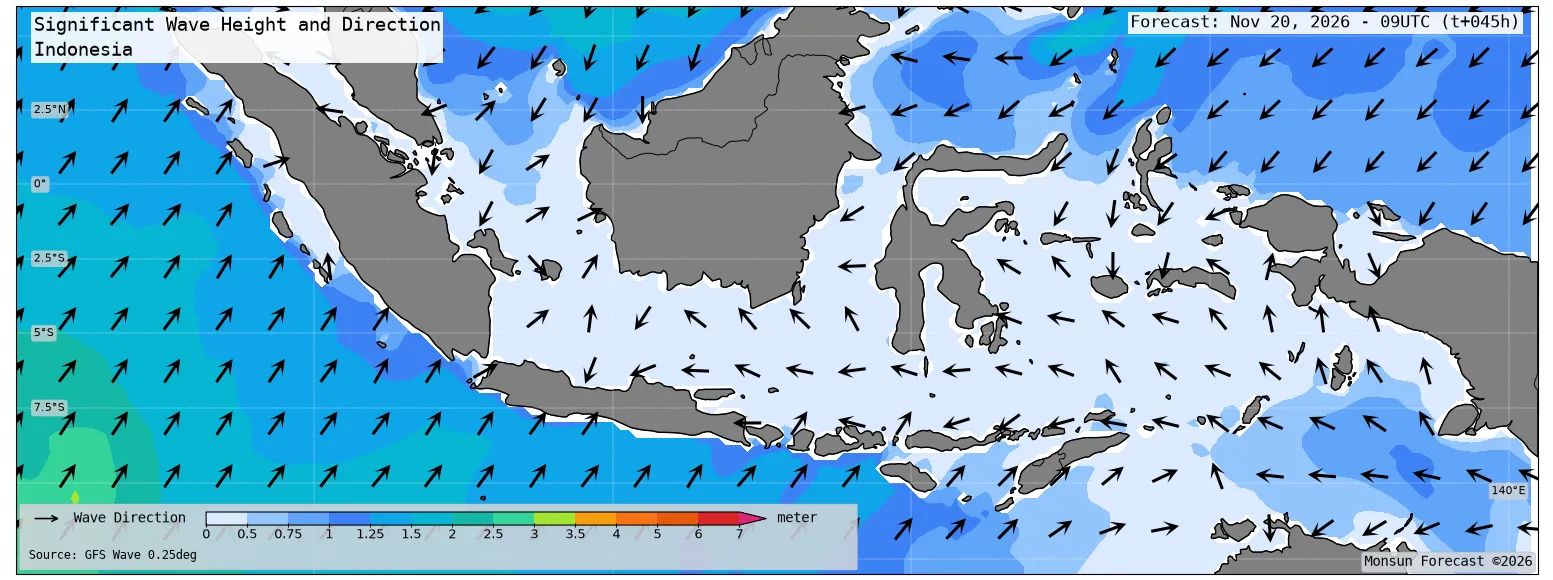 Significant Wave Height and Direction
Indonesia
Forecast: Nov 20, 2026 - 09UTC (t+045h)
2.5°N
0°
2.5°S
5°S
7.5°S
140°E
Wave Direction
meter
0 0.5 0.75 1 1.25 1.5 2 2.5 3 3.5 4 5 6 7
Source: GFS Wave 0.25deg
Monsun Forecast ©2026